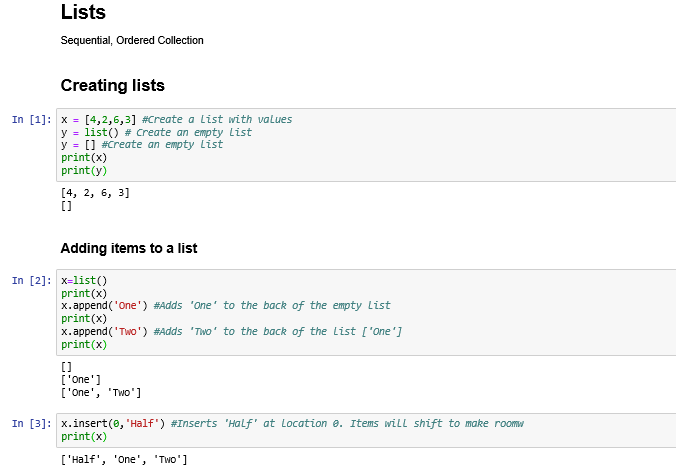 Lists
Sequential, Ordered Collection
Creating lists
In [1]: x = [4,2,6,3] #Create a list with values
y = list() # Create an empty list
y = [] #Create an empty list
print(x)
print(y)
[4, 2, 6, 3]
[]
Adding items to a list
In [2]: x=list()
print(x)
x.append('One') #Adds 'One' to the back of the empty list
print(x)
x.append('Two') #Adds 'Two' to the back of the list ['One']
print(x)
[]
['One']
['One', 'Two']
In [3]: x.insert(0,'Half') #Inserts 'Half' at location 0. Items will shift to make roomw
print(x)
['Half', 'One', 'Two']